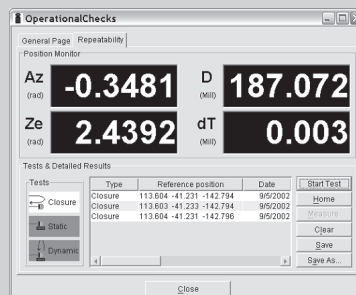 OperationalChecks
General Page Repeatability
Position Monitor
Az (rad) -0.3481 D (Mill) 187.072
Ze (rad) 2.4392 dT (Mill) 0.003
Tests & Detailed Results
Tests
Closure
Static
Dynamic
Type Reference position Date
Closure 113.604 -41.231 -142.794 9/5/2002
Closure 113.603 -41.233 -142.794 9/5/2002
Closure 113.604 -41.231 -142.796 9/5/2002
Start Test
Home
Measure
Clear
Save
Save As...
Close